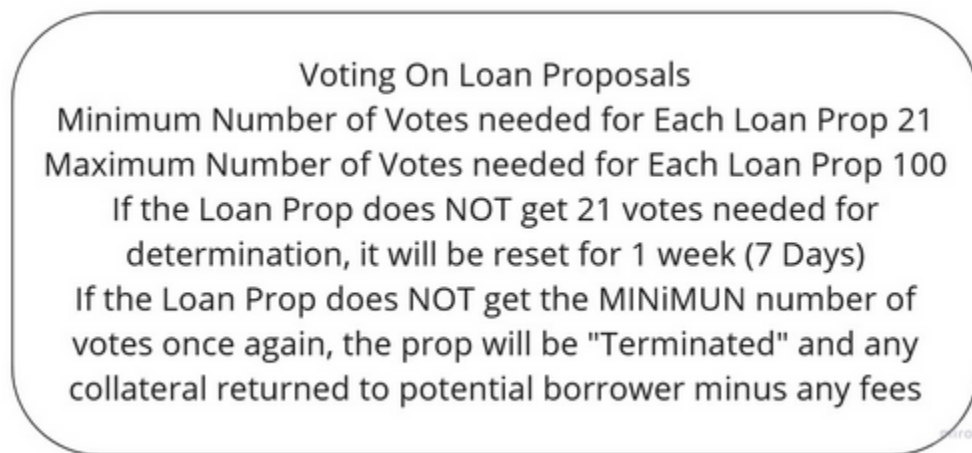 Voting On Loan Proposals
Minimum Number of Votes needed for Each Loan Prop 21
Maximum Number of Votes needed for Each Loan Prop 100
If the Loan Prop does NOT get 21 votes needed for
determination, it will be reset for 1 week (7 Days)
If the Loan Prop does NOT get the MINiMUN number of
votes once again, the prop will be "Terminated" and any
collateral returned to potential borrower minus any fees